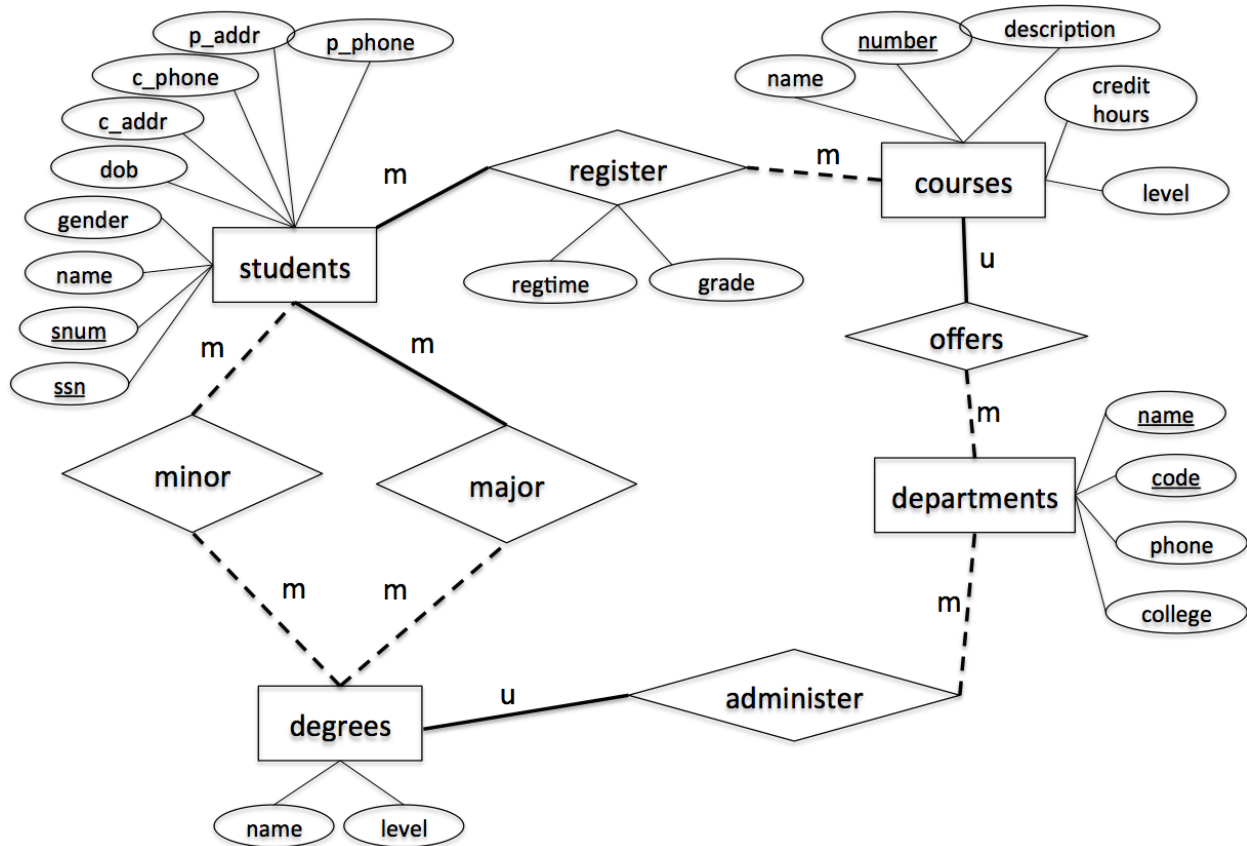 p_addr
p_phone
c_phone
c_addr
dob
gender
name
snum
ssn
students
m
register
m
regtime
grade
number
description
name
credit
hours
level
courses
u
offers
m
name
code
phone
college
departments
m
m
minor
major
m
m
m
administer
u
degrees
name
level